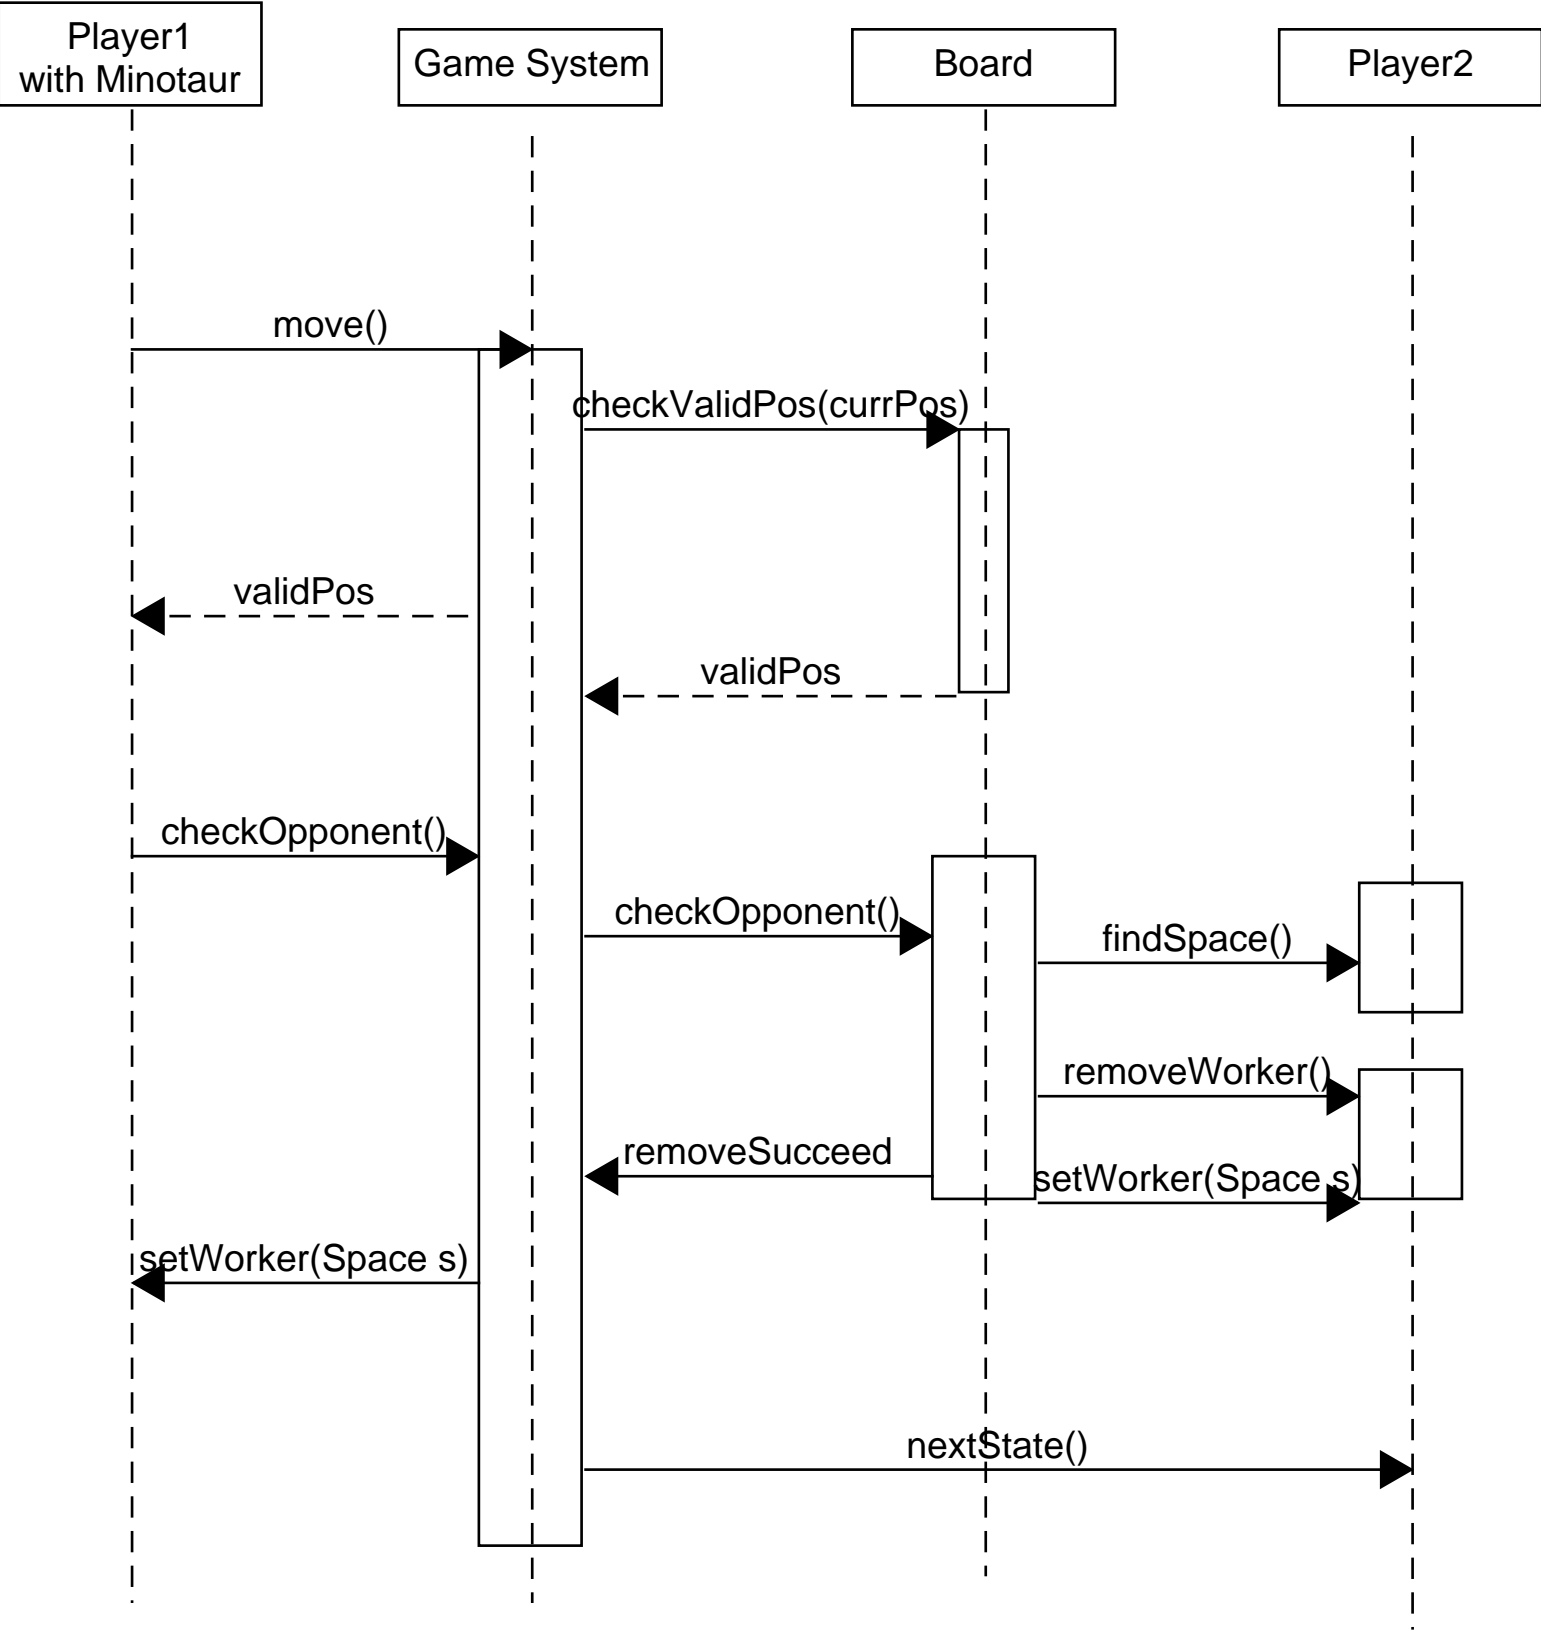 Player1
with Minotaur
Game System
Board
Player2
move()
checkValidPos(currPos)
validPos
validPos
checkOpponent()
checkOpponent()
findSpace()
removeWorker()
removeSucceed
setWorker(Space s)
setWorker(Space s)
nextState()